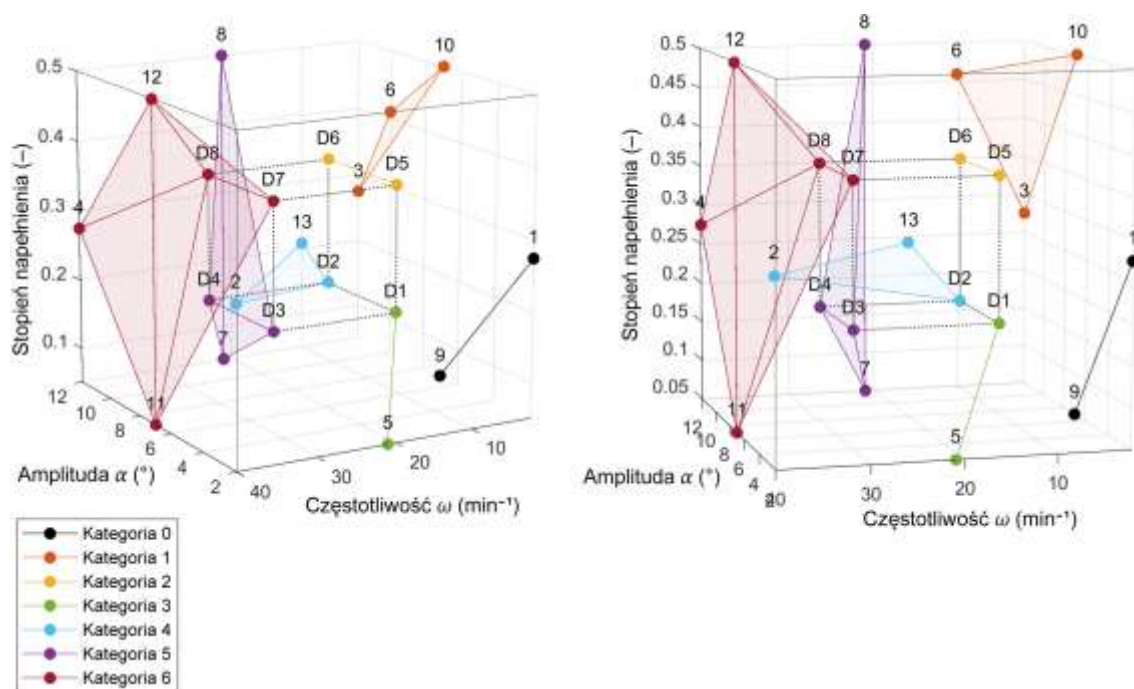 8
10
12
0.5
6
D6
D8
D5
0.4
D7
3
4
13
0.3
1
D4
2
D2
D3
D1
0.2
7
9
0.1
11
5
12
10
8
6
4
2
40
30
20
10
Stopień napełnienia (–)
Amplituda α (°)
Częstotliwość ω (min⁻¹)
8
12
6
10
0.5
0.45
0.4
0.35
0.3
0.25
0.2
0.15
0.1
0.05
D8
D7
D6
D5
3
4
13
2
1
D4
D3
D2
D1
7
9
11
5
12
10
8
6
4
30
20
10
Stopień napełnienia (–)
Amplituda α (°)
Częstotliwość ω (min⁻¹)
Kategoria 0
Kategoria 1
Kategoria 2
Kategoria 3
Kategoria 4
Kategoria 5
Kategoria 6